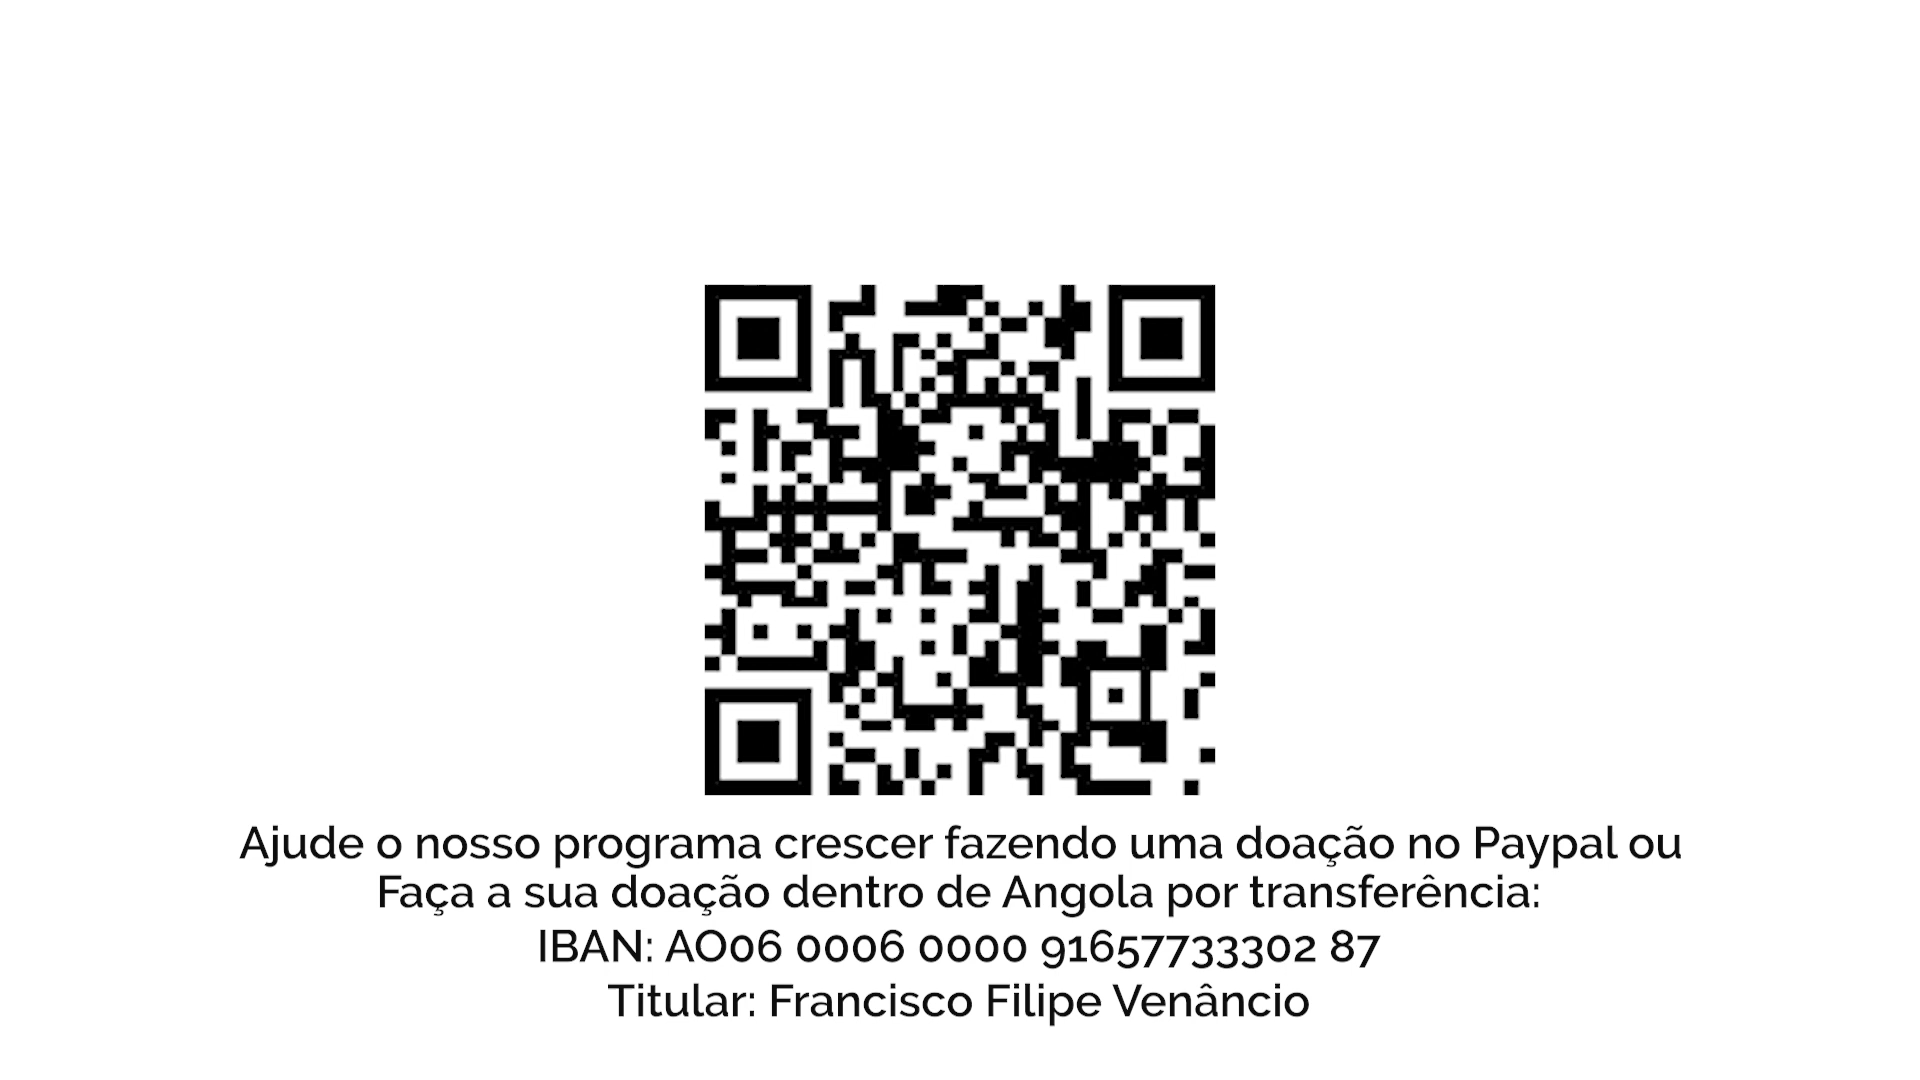 Ajude o nosso programa crescer fazendo uma doação no Paypal ou
Faça a sua doação dentro de Angola por transferência:
IBAN: AO06 0006 0000 91657733302 87
Titular: Francisco Filipe Venâncio